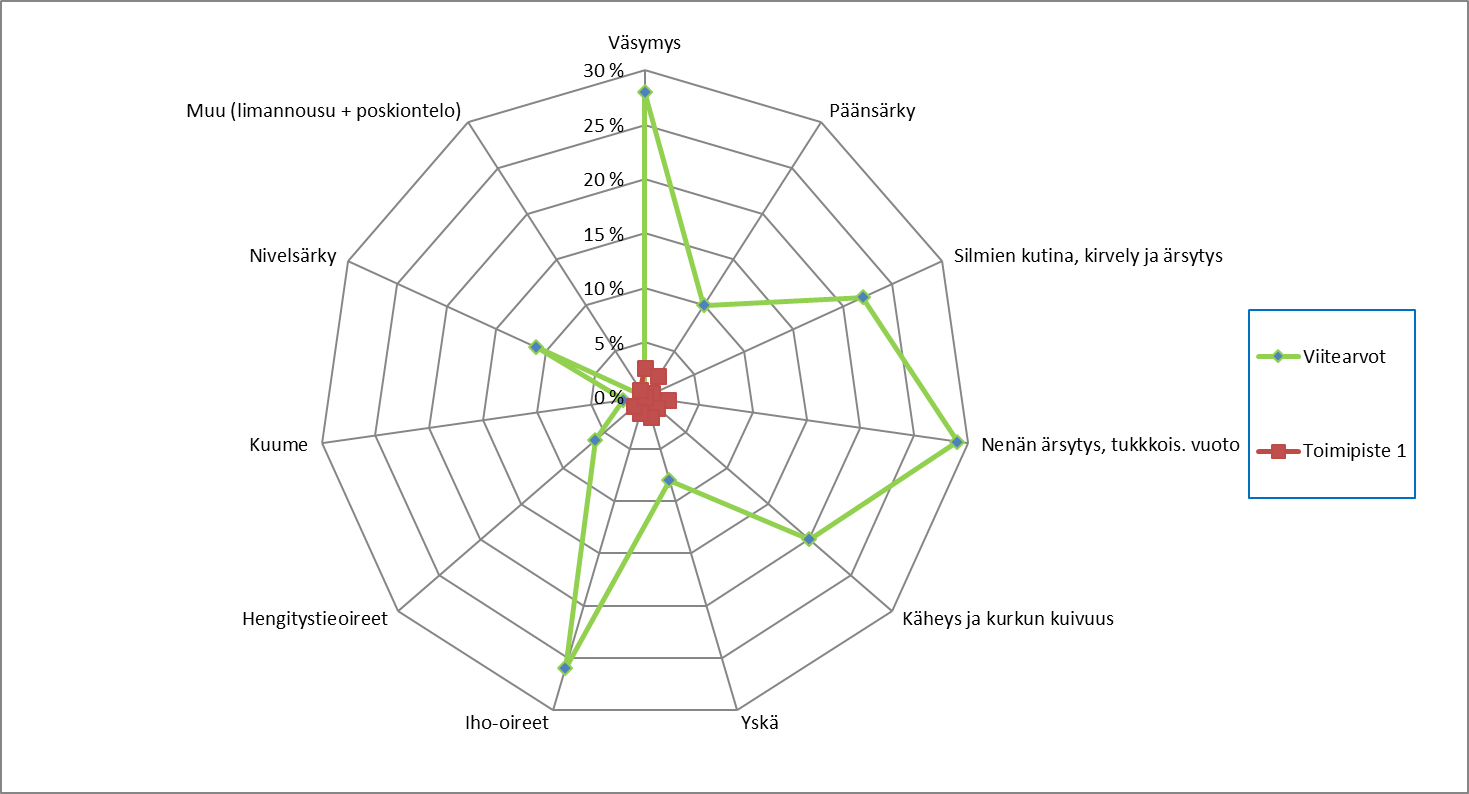 Väsymys
30 %
Muu (limannousu + poskiontelo)
Päänsärky
25 %
20 %
15 %
Nivelsärky
Silmien kutina, kirvely ja ärsytys
10 %
5 %
0 %
Viitearvot
Kuume
Nenän ärsytys, tukkkois. vuoto
Toimipiste 1
Hengitystieoireet
Käheys ja kurkun kuivuus
Iho-oireet
Yskä